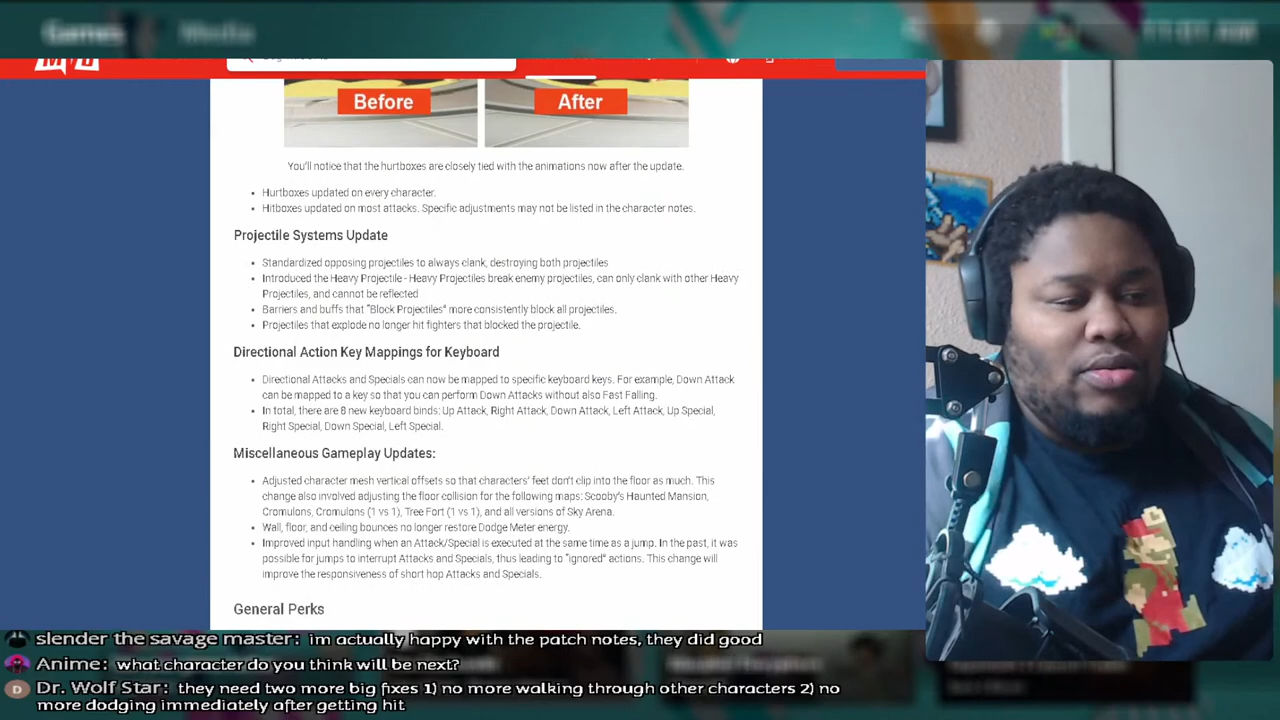 Games Media 11:01 AM
Before After
You'll notice that the hurtboxes are closely tied with the animations now after the update.
• Hurtboxes updated on every character.
• Hitboxes updated on most attacks. Specific adjustments may not be listed in the character notes.
Projectile Systems Update
• Standardized opposing projectiles to always clank, destroying both projectiles
• Introduced the Heavy Projectile - Heavy Projectiles break enemy projectiles, can only clank with other Heavy
Projectiles, and cannot be reflected
• Barriers and buffs that "Block Projectiles" more consistently block all projectiles.
• Projectiles that explode no longer hit fighters that blocked the projectile.
Directional Action Key Mappings for Keyboard
• Directional Attacks and Specials can now be mapped to specific keyboard keys. For example, Down Attack
can be mapped to a key so that you can perform Down Attacks without also Fast Falling.
• In total, there are 8 new keyboard binds: Up Attack, Right Attack, Down Attack, Left Attack, Up Special,
Right Special, Down Special, Left Special.
Miscellaneous Gameplay Updates:
• Adjusted character mesh vertical offsets so that characters' feet don't clip into the floor as much. This
change also involved adjusting the floor collision for the following maps: Scooby's Haunted Mansion,
Cromulons, Cromulons (1 vs 1), Tree Fort (1 vs 1), and all versions of Sky Arena.
• Wall, floor, and ceiling bounces no longer restore Dodge Meter energy.
• Improved input handling when an Attack/Special is executed at the same time as a jump. In the past, it was
possible for jumps to interrupt Attacks and Specials, thus leading to "ignored" actions. This change will
improve the responsiveness of short hop Attacks and Specials.
General Perks
slender the savage master: im actually happy with the patch notes, they did good
Anime: what character do you think will be next?
D Dr. Wolf Star: they need two more big fixes 1) no more walking through other characters 2) no
more dodging immediately after getting hit